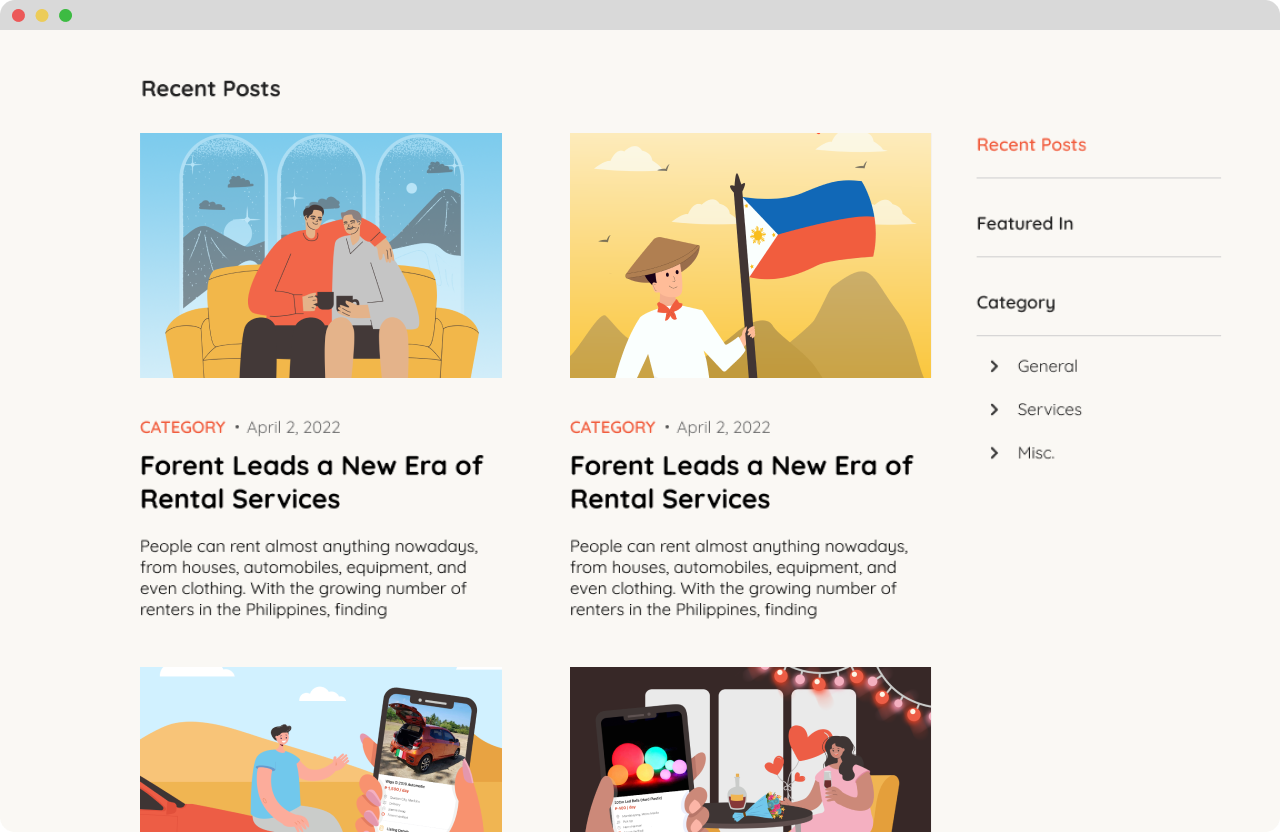 Recent Posts
CATEGORY • April 2, 2022
Forent Leads a New Era of
Rental Services
People can rent almost anything nowadays,
from houses, automobiles, equipment, and
even clothing. With the growing number of
renters in the Philippines, finding
CATEGORY • April 2, 2022
Forent Leads a New Era of
Rental Services
People can rent almost anything nowadays,
from houses, automobiles, equipment, and
even clothing. With the growing number of
renters in the Philippines, finding
Recent Posts
Featured In
Category
General
Services
Misc.